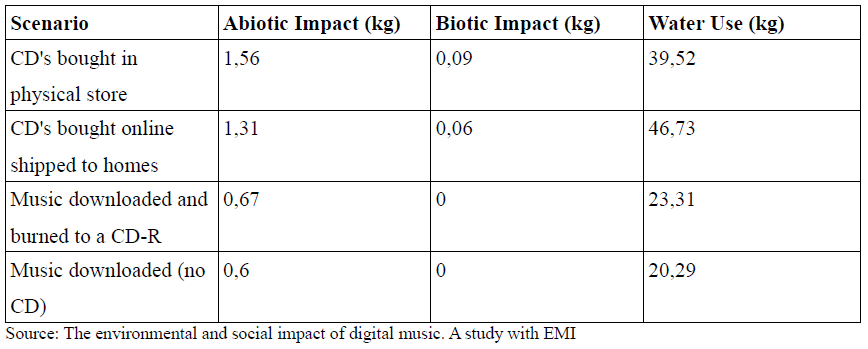 Scenario Abiotic Impact (kg) Biotic Impact (kg) Water Use (kg)
CD's bought in 1,56 0,09 39,52
physical store
CD's bought online 1,31 0,06 46,73
shipped to homes
Music downloaded and 0,67 0 23,31
burned to a CD-R
Music downloaded (no 0,6 0 20,29
CD)
Source: The environmental and social impact of digital music. A study with EMI